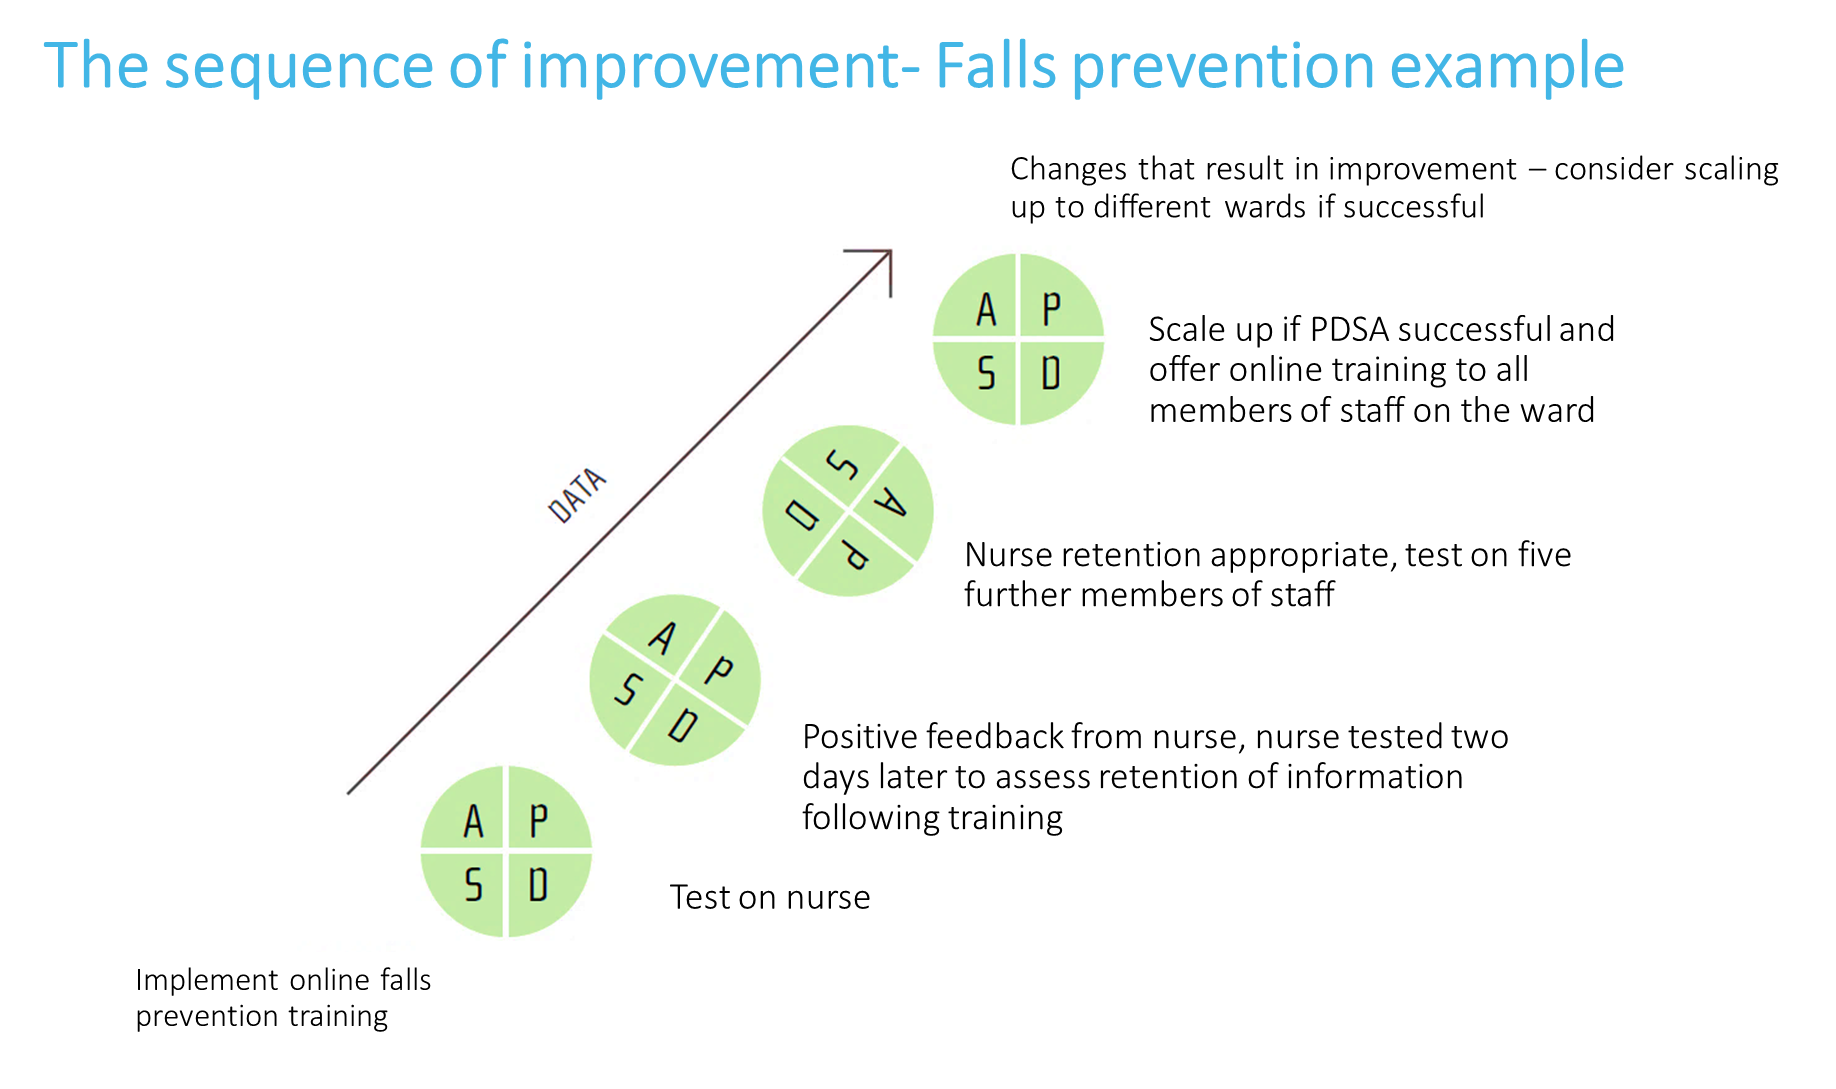 The sequence of improvement- Falls prevention example
Changes that result in improvement – consider scaling
up to different wards if successful
A P
S D
Scale up if PDSA successful and
offer online training to all
members of staff on the ward
DATA
S A
D P
Nurse retention appropriate, test on five
further members of staff
A P
S D
Positive feedback from nurse, nurse tested two
days later to assess retention of information
following training
A P
S D
Test on nurse
Implement online falls
prevention training